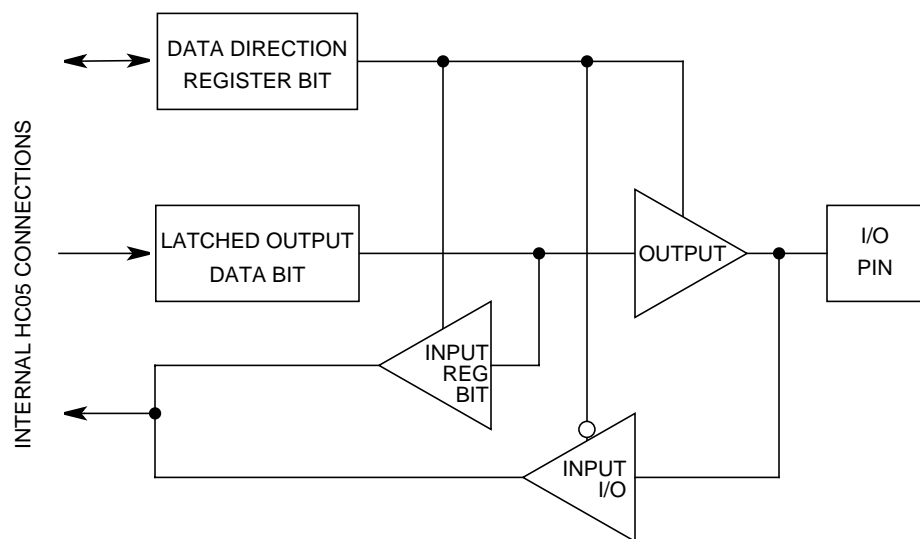 DATA DIRECTION
REGISTER BIT
INTERNAL HC05 CONNECTIONS
LATCHED OUTPUT
DATA BIT
OUTPUT
I/O
PIN
INPUT
REG
BIT
INPUT
I/O